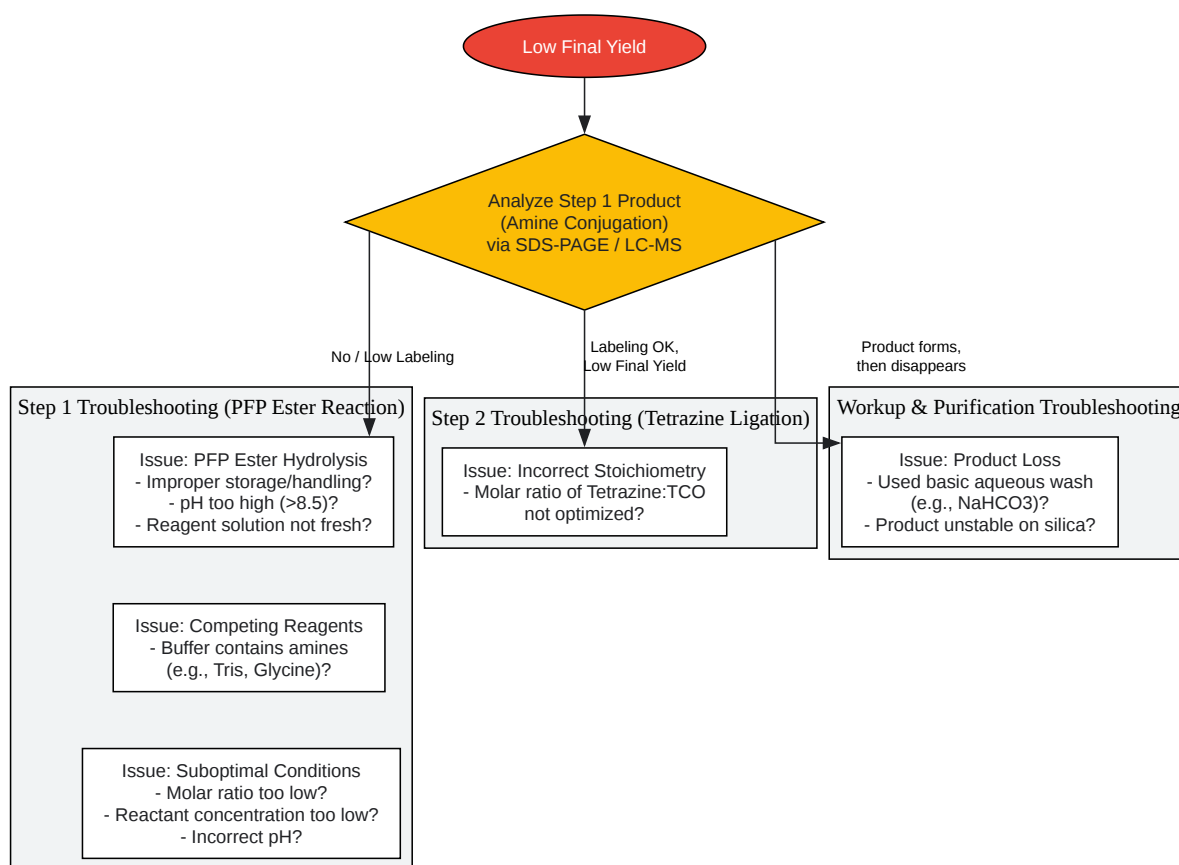 Low Final Yield
Analyze Step 1 Product
(Amine Conjugation)
via SDS-PAGE / LC-MS
No / Low Labeling
Labeling OK,
Low Final Yield
Product forms,
then disappears
Step 1 Troubleshooting (PFP Ester Reaction)
Issue: PFP Ester Hydrolysis
- Improper storage/handling?
- pH too high (>8.5)?
- Reagent solution not fresh?
Issue: Competing Reagents
- Buffer contains amines
(e.g., Tris, Glycine)?
Issue: Suboptimal Conditions
- Molar ratio too low?
- Reactant concentration too low?
- Incorrect pH?
Step 2 Troubleshooting (Tetrazine Ligation)
Issue: Incorrect Stoichiometry
- Molar ratio of Tetrazine:TCO
not optimized?
Workup & Purification Troubleshooting
Issue: Product Loss
- Used basic aqueous wash
(e.g., NaHCO3)?
- Product unstable on silica?